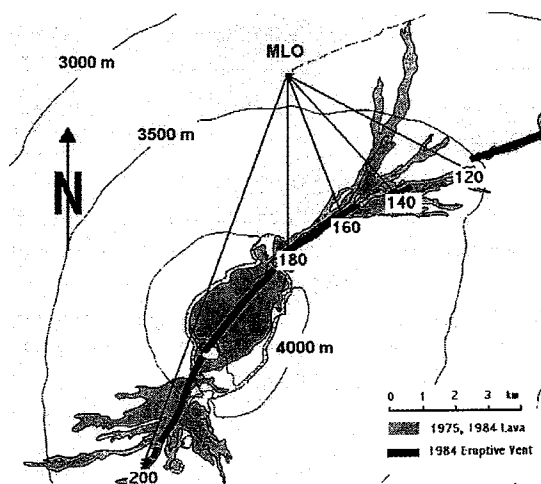 MLO
3000 m
3500 m
N
120
140
160
180
4000 m
200
0 1 2 3 km
1975, 1984 Lava
1984 Eruptive Vent